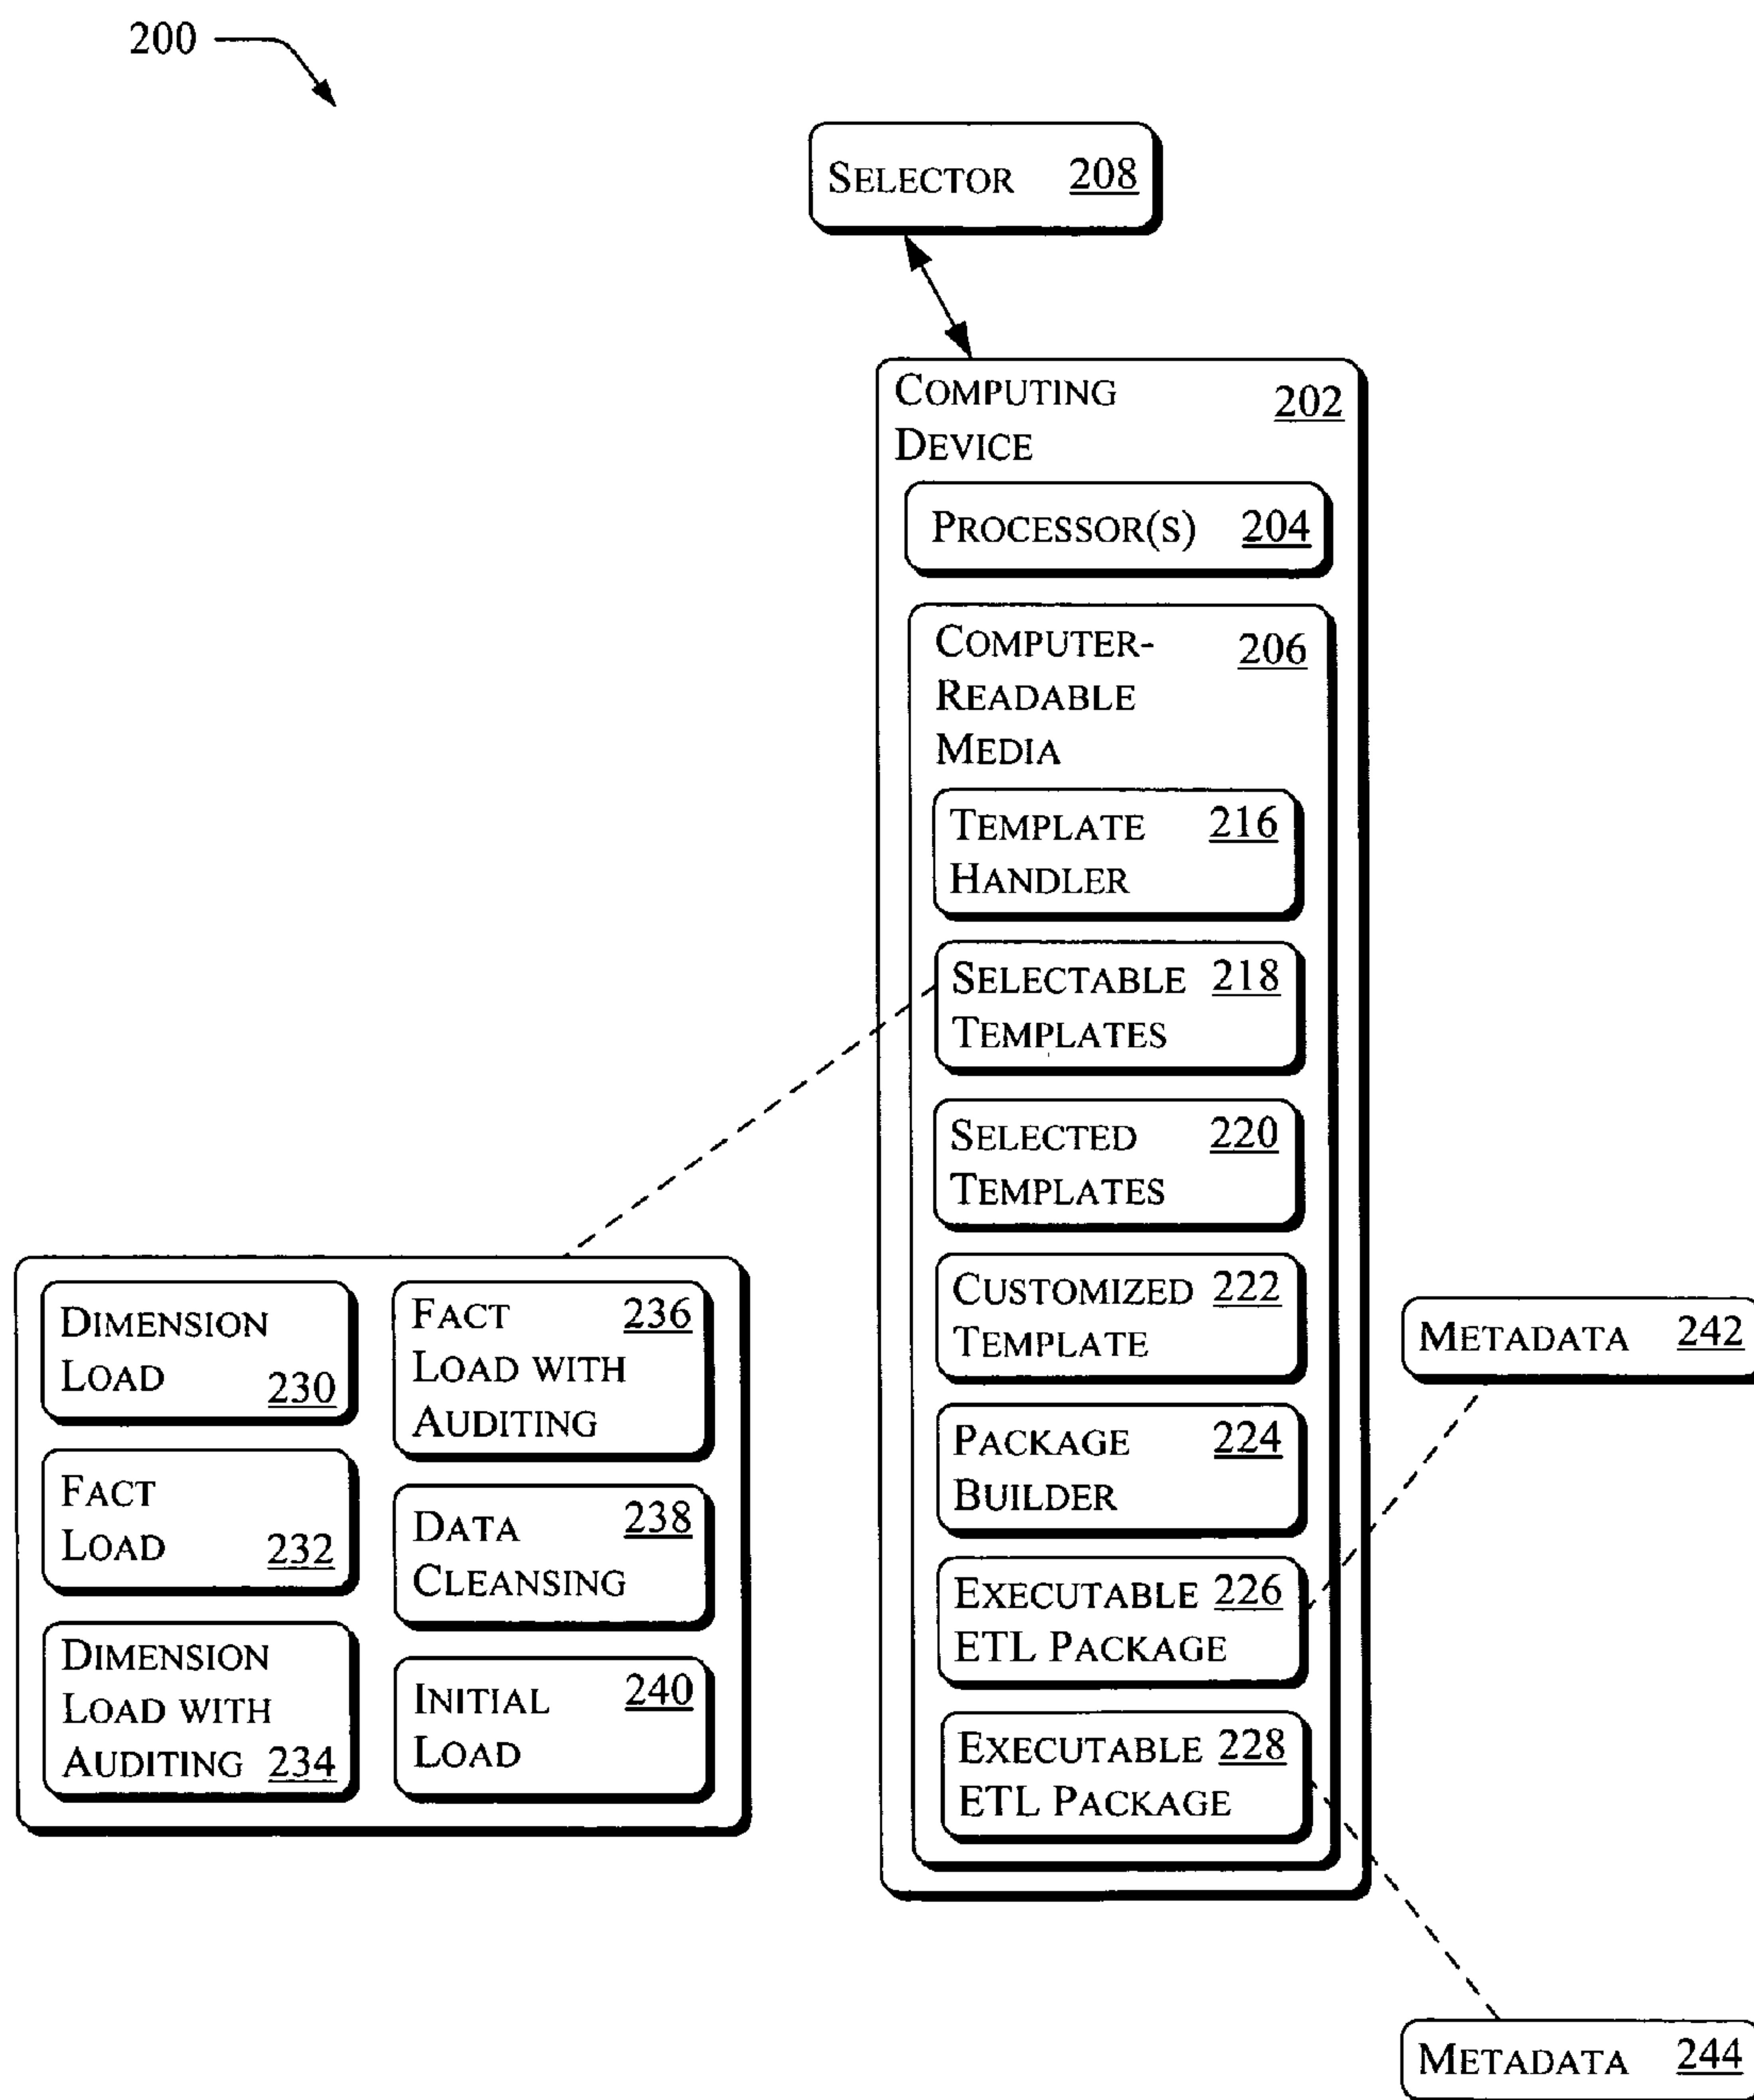 200
SELECTOR 208
COMPUTING 202
DEVICE
PROCESSOR(S) 204
COMPUTER- 206
READABLE
MEDIA
TEMPLATE 216
HANDLER
SELECTABLE 218
TEMPLATES
SELECTED 220
TEMPLATES
CUSTOMIZED 222
TEMPLATE
PACKAGE 224
BUILDER
EXECUTABLE 226
ETL PACKAGE
EXECUTABLE 228
ETL PACKAGE
DIMENSION
LOAD 230
FACT
LOAD 232
DIMENSION
LOAD WITH
AUDITING 234
FACT 236
LOAD WITH
AUDITING
DATA 238
CLEANSING
INITIAL 240
LOAD
METADATA 242
METADATA 244